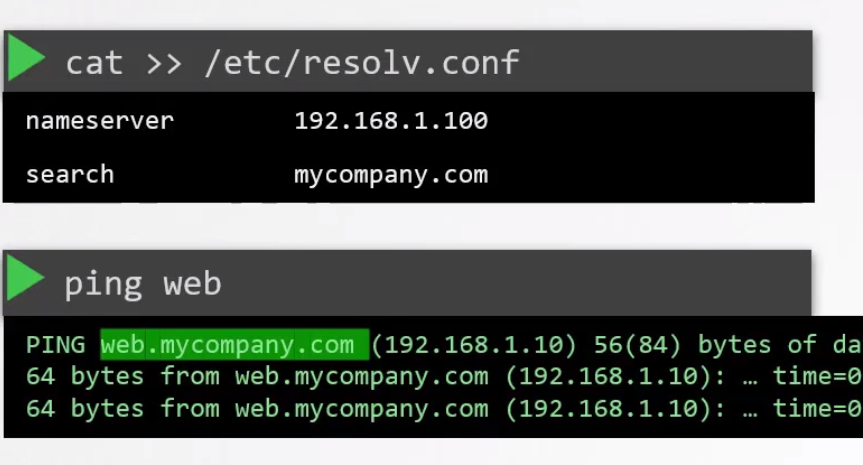 cat >> /etc/resolv.conf
nameserver 192.168.1.100
search mycompany.com
ping web
PING web.mycompany.com (192.168.1.10) 56(84) bytes of da
64 bytes from web.mycompany.com (192.168.1.10): … time=0
64 bytes from web.mycompany.com (192.168.1.10): … time=0